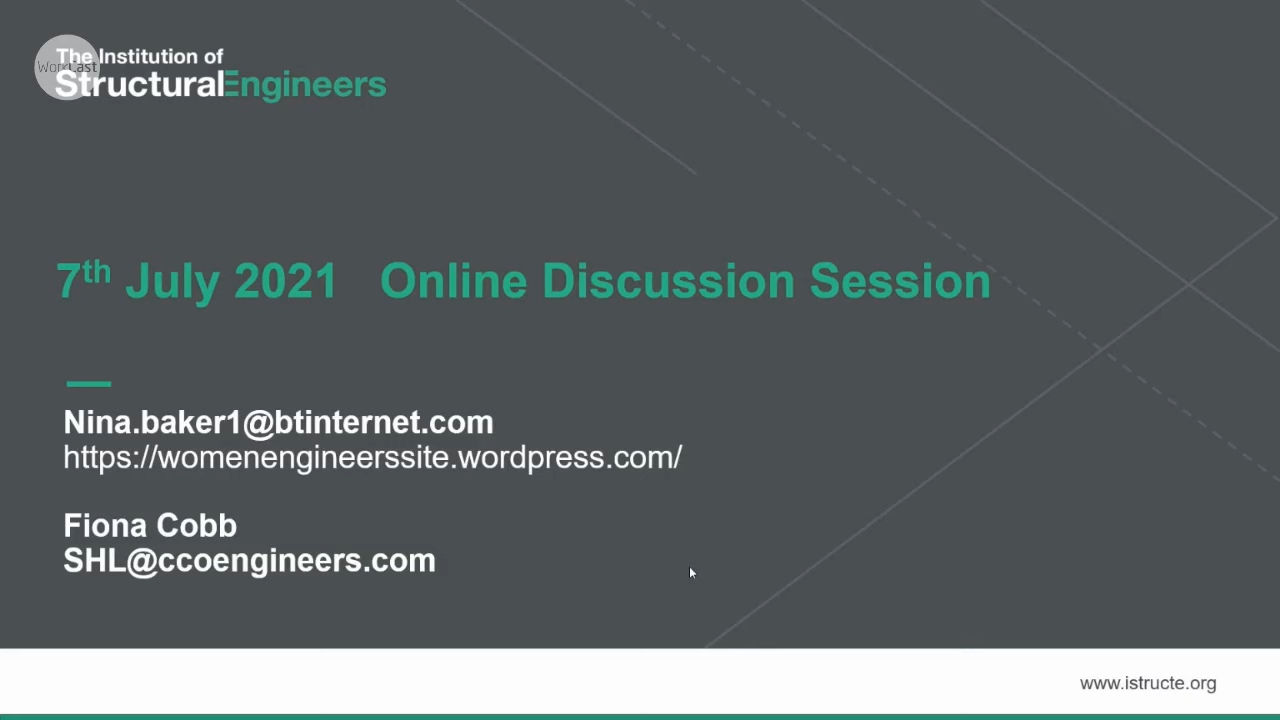 The Institution of
WorkCast
StructuralEngineers
7th July 2021 Online Discussion Session
Nina.baker1@btinternet.com
https://womenengineerssite.wordpress.com/
Fiona Cobb
SHL@ccoengineers.com
www.istructe.org